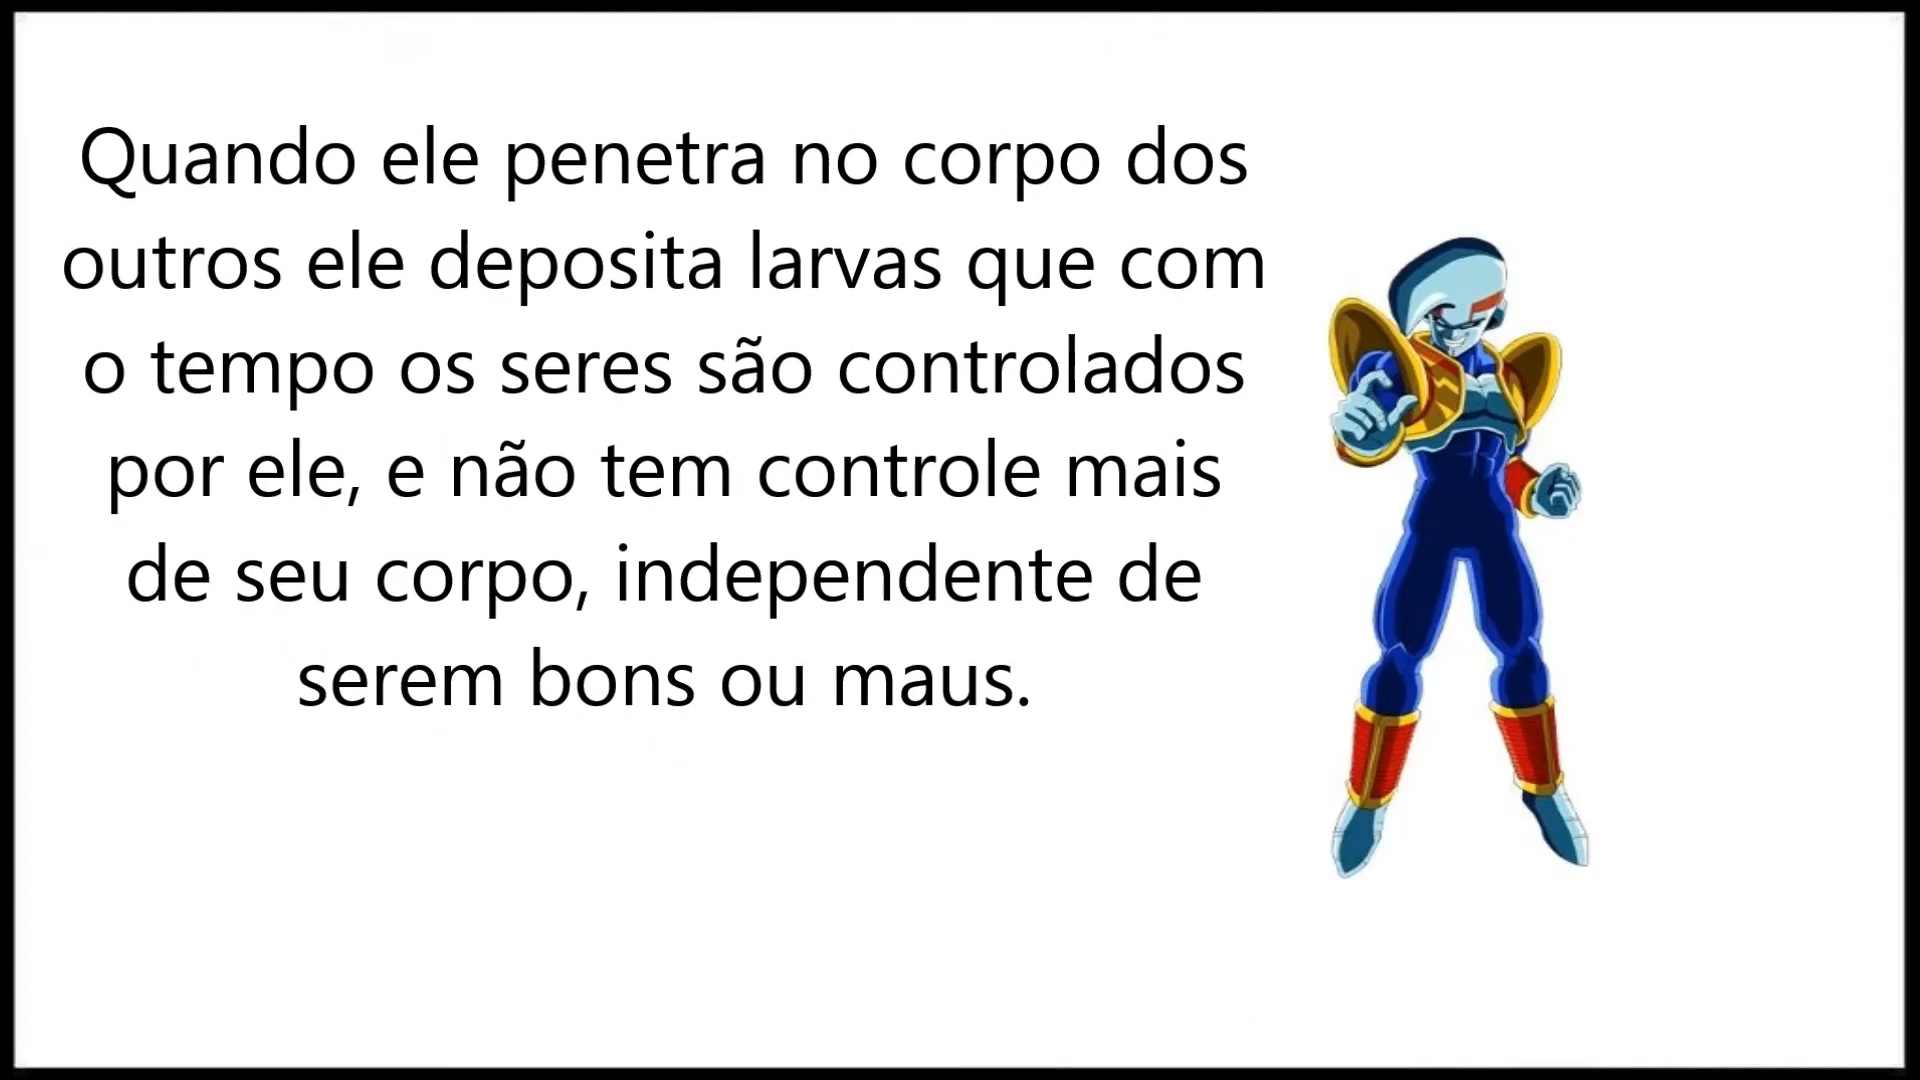 Quando ele penetra no corpo dos
outros ele deposita larvas que com
o tempo os seres são controlados
por ele, e não tem controle mais
de seu corpo, independente de
serem bons ou maus.